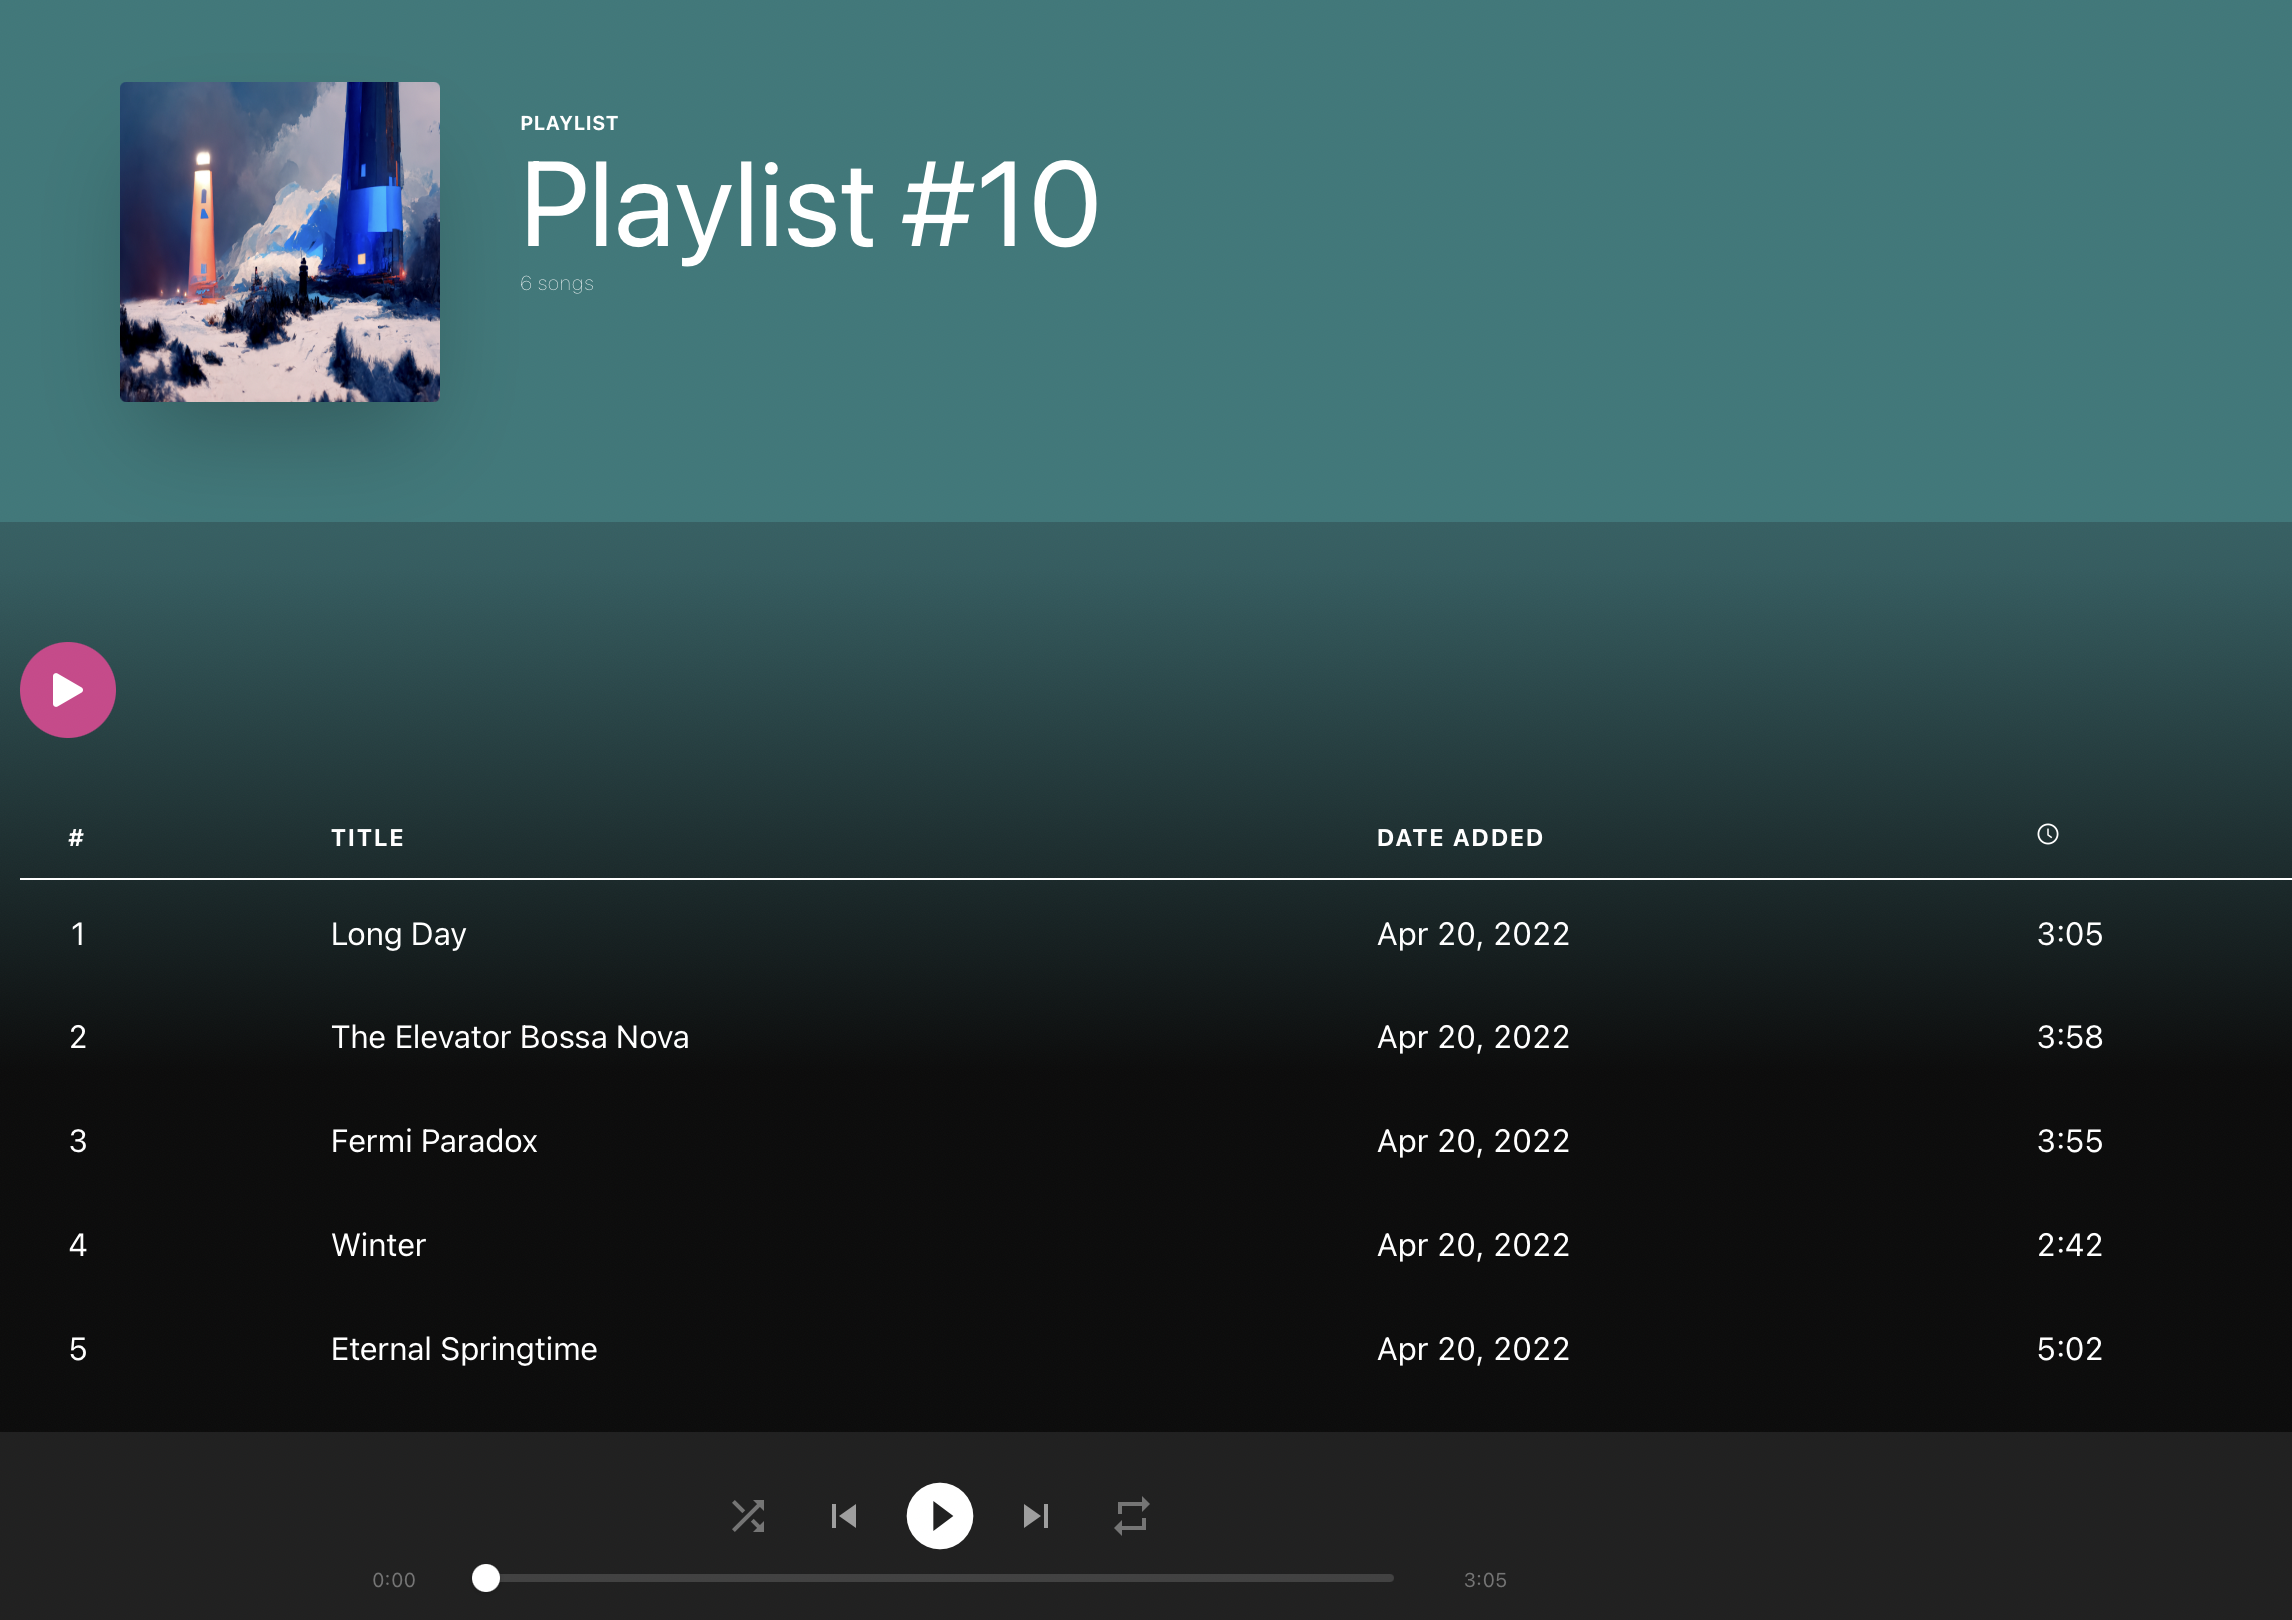 PLAYLIST
Playlist #10
6 songs
# TITLE DATE ADDED
1 Long Day Apr 20, 2022 3:05
2 The Elevator Bossa Nova Apr 20, 2022 3:58
3 Fermi Paradox Apr 20, 2022 3:55
4 Winter Apr 20, 2022 2:42
5 Eternal Springtime Apr 20, 2022 5:02
0:00 3:05